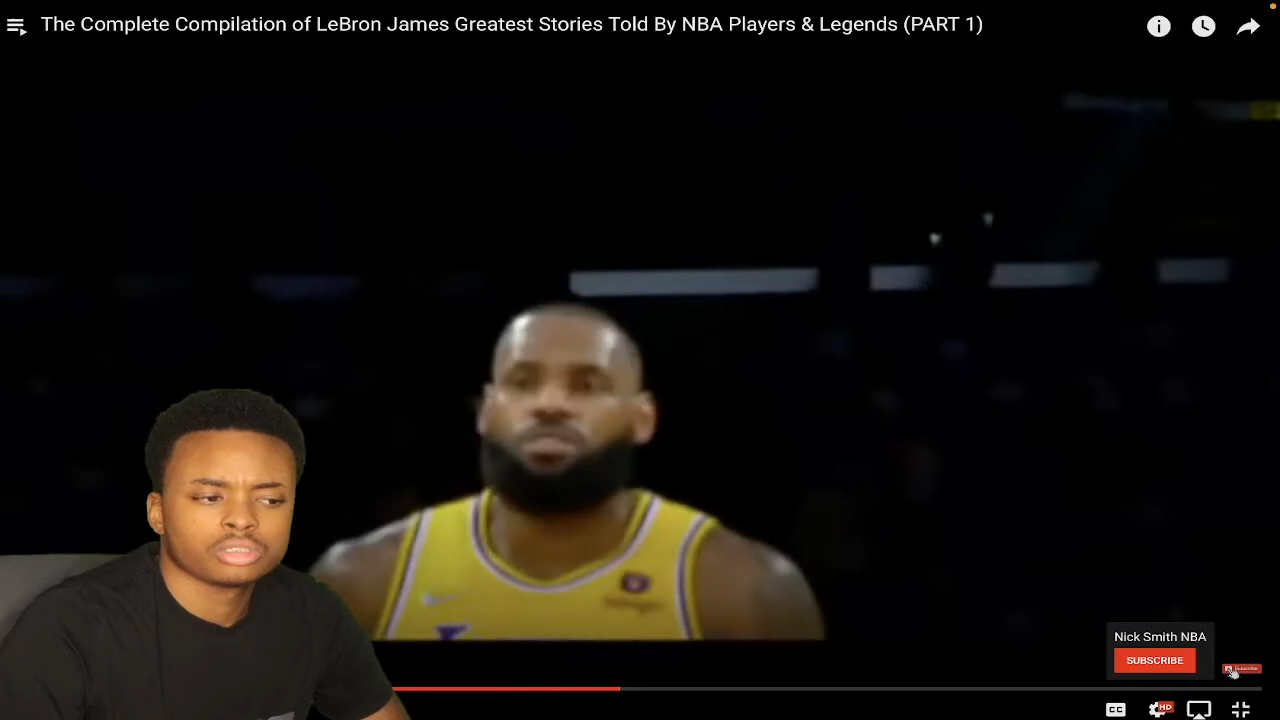 The Complete Compilation of LeBron James Greatest Stories Told By NBA Players & Legends (PART 1)
Nick Smith NBA
SUBSCRIBE
Subscribe
CC
HD